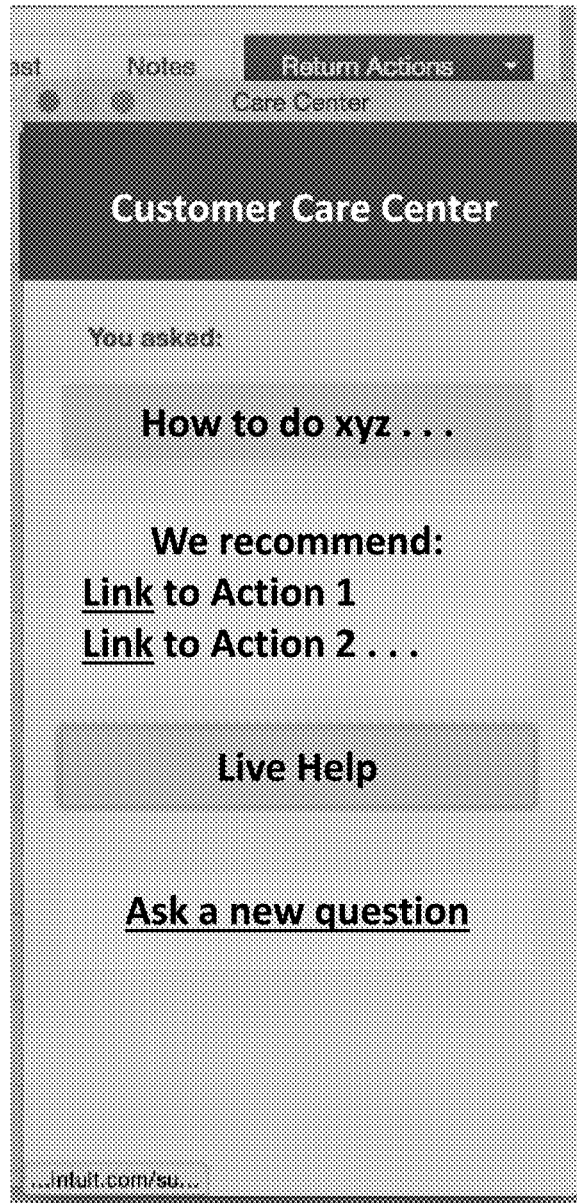 Notes Return Actions
Care Center
Customer Care Center
You asked:
How to do xyz . . .
We recommend:
Link to Action 1
Link to Action 2 . . .
Live Help
Ask a new question
...intuit.com/su...